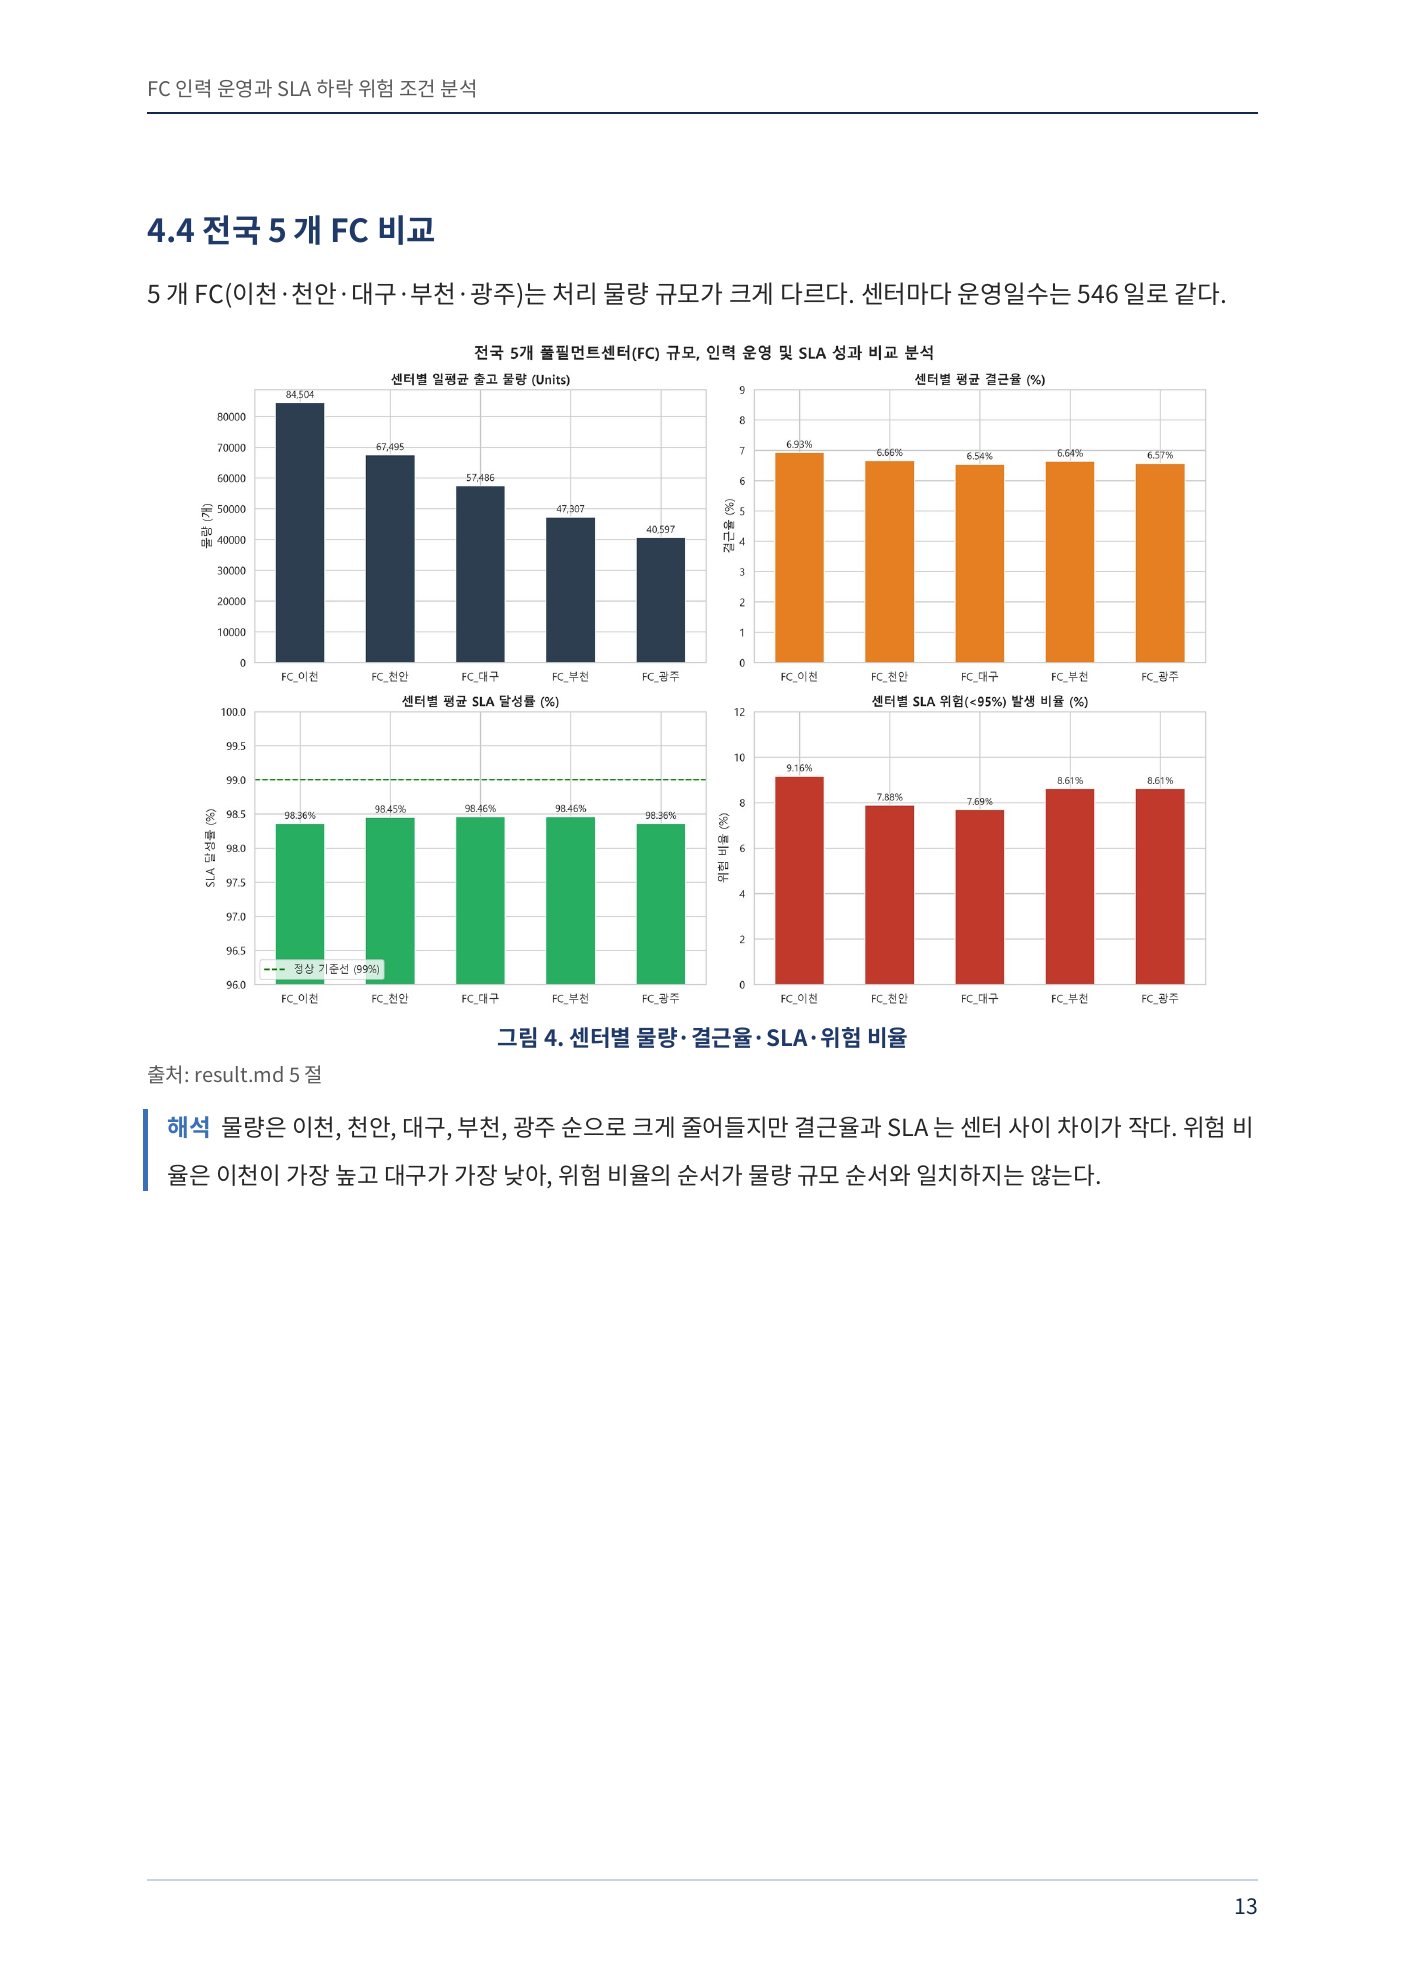 FC 인력 운영과 SLA 하락 위험 조건 분석
4.4 전국 5 개 FC 비교
5 개 FC(이천·천안·대구·부천·광주)는 처리 물량 규모가 크게 다르다. 센터마다 운영일수는 546 일로 같다.
전국 5개 풀필먼트센터(FC) 규모, 인력 운영 및 SLA 성과 비교 분석
센터별 일평균 출고 물량 (Units)
물량 (개)
80000
70000
60000
50000
40000
30000
20000
10000
0
84,504
67,495
57,486
47,307
40,597
FC_이천
FC_천안
FC_대구
FC_부천
FC_광주
센터별 평균 결근율 (%)
결근율 (%)
9
8
7
6
5
4
3
2
1
0
6.93%
6.66%
6.54%
6.64%
6.57%
FC_이천
FC_천안
FC_대구
FC_부천
FC_광주
센터별 평균 SLA 달성률 (%)
SLA 달성률 (%)
100.0
99.5
99.0
98.5
98.0
97.5
97.0
96.5
96.0
98.36%
98.45%
98.46%
98.46%
98.36%
정상 기준선 (99%)
FC_이천
FC_천안
FC_대구
FC_부천
FC_광주
센터별 SLA 위험(<95%) 발생 비율 (%)
위험 비율 (%)
12
10
8
6
4
2
0
9.16%
7.88%
7.69%
8.61%
8.61%
FC_이천
FC_천안
FC_대구
FC_부천
FC_광주
그림 4. 센터별 물량·결근율·SLA·위험 비율
출처: result.md 5 절
해석 물량은 이천, 천안, 대구, 부천, 광주 순으로 크게 줄어들지만 결근율과 SLA 는 센터 사이 차이가 작다. 위험 비
율은 이천이 가장 높고 대구가 가장 낮아, 위험 비율의 순서가 물량 규모 순서와 일치하지는 않는다.
13